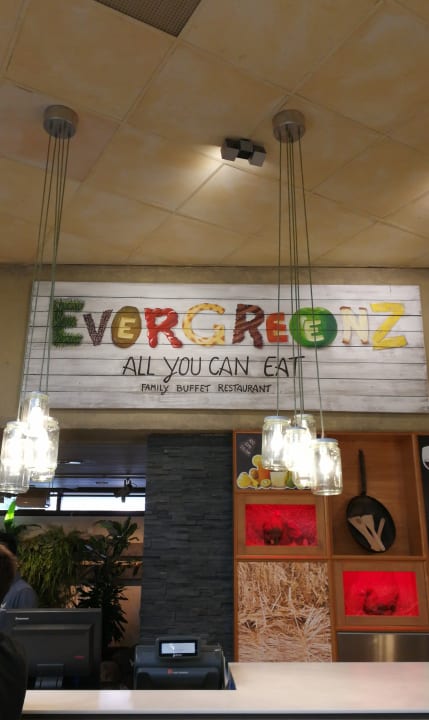 EVERGREENZ
ALL YOU CAN EAT
FAMILY BUFFET RESTAURANT